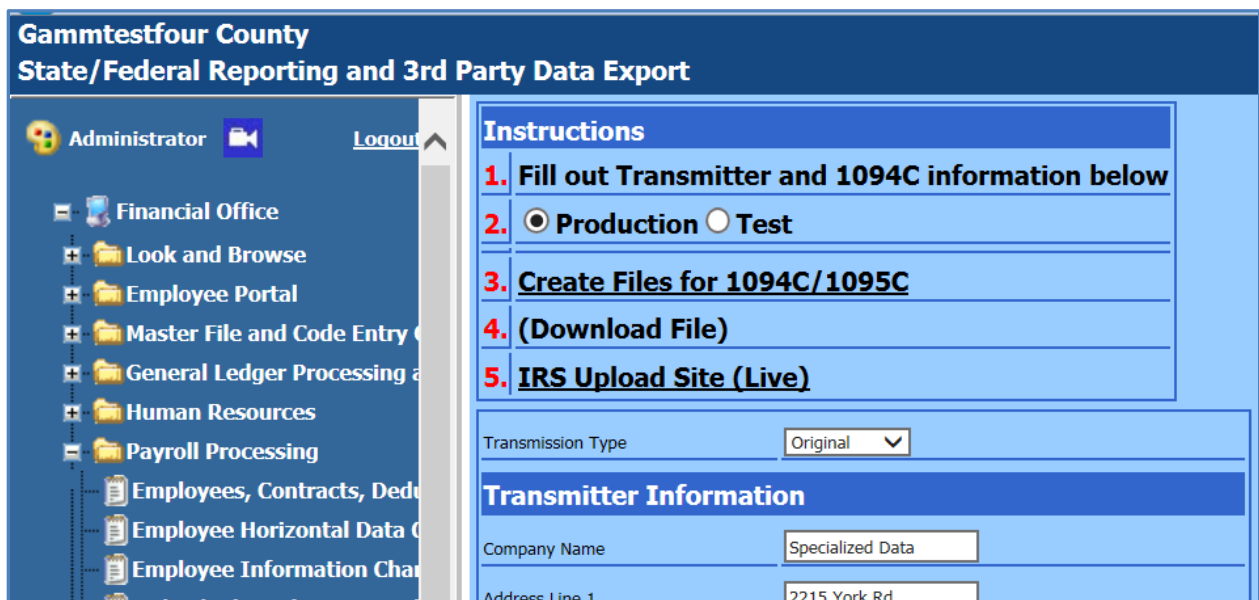 Gammtestfour County
State/Federal Reporting and 3rd Party Data Export
Administrator
Logout
Financial Office
Look and Browse
Employee Portal
Master File and Code Entry
General Ledger Processing
Human Resources
Payroll Processing
Employees, Contracts,
Employee Horizontal Data
Employee Information
Instructions
1. Fill out Transmitter and 1094C information below
2. Production Test
3. Create Files for 1094C/1095C
4. (Download File)
5. IRS Upload Site (Live)
Transmission Type Original
Transmitter Information
Company Name Specialized Data
Address Line 1 2215 York Rd